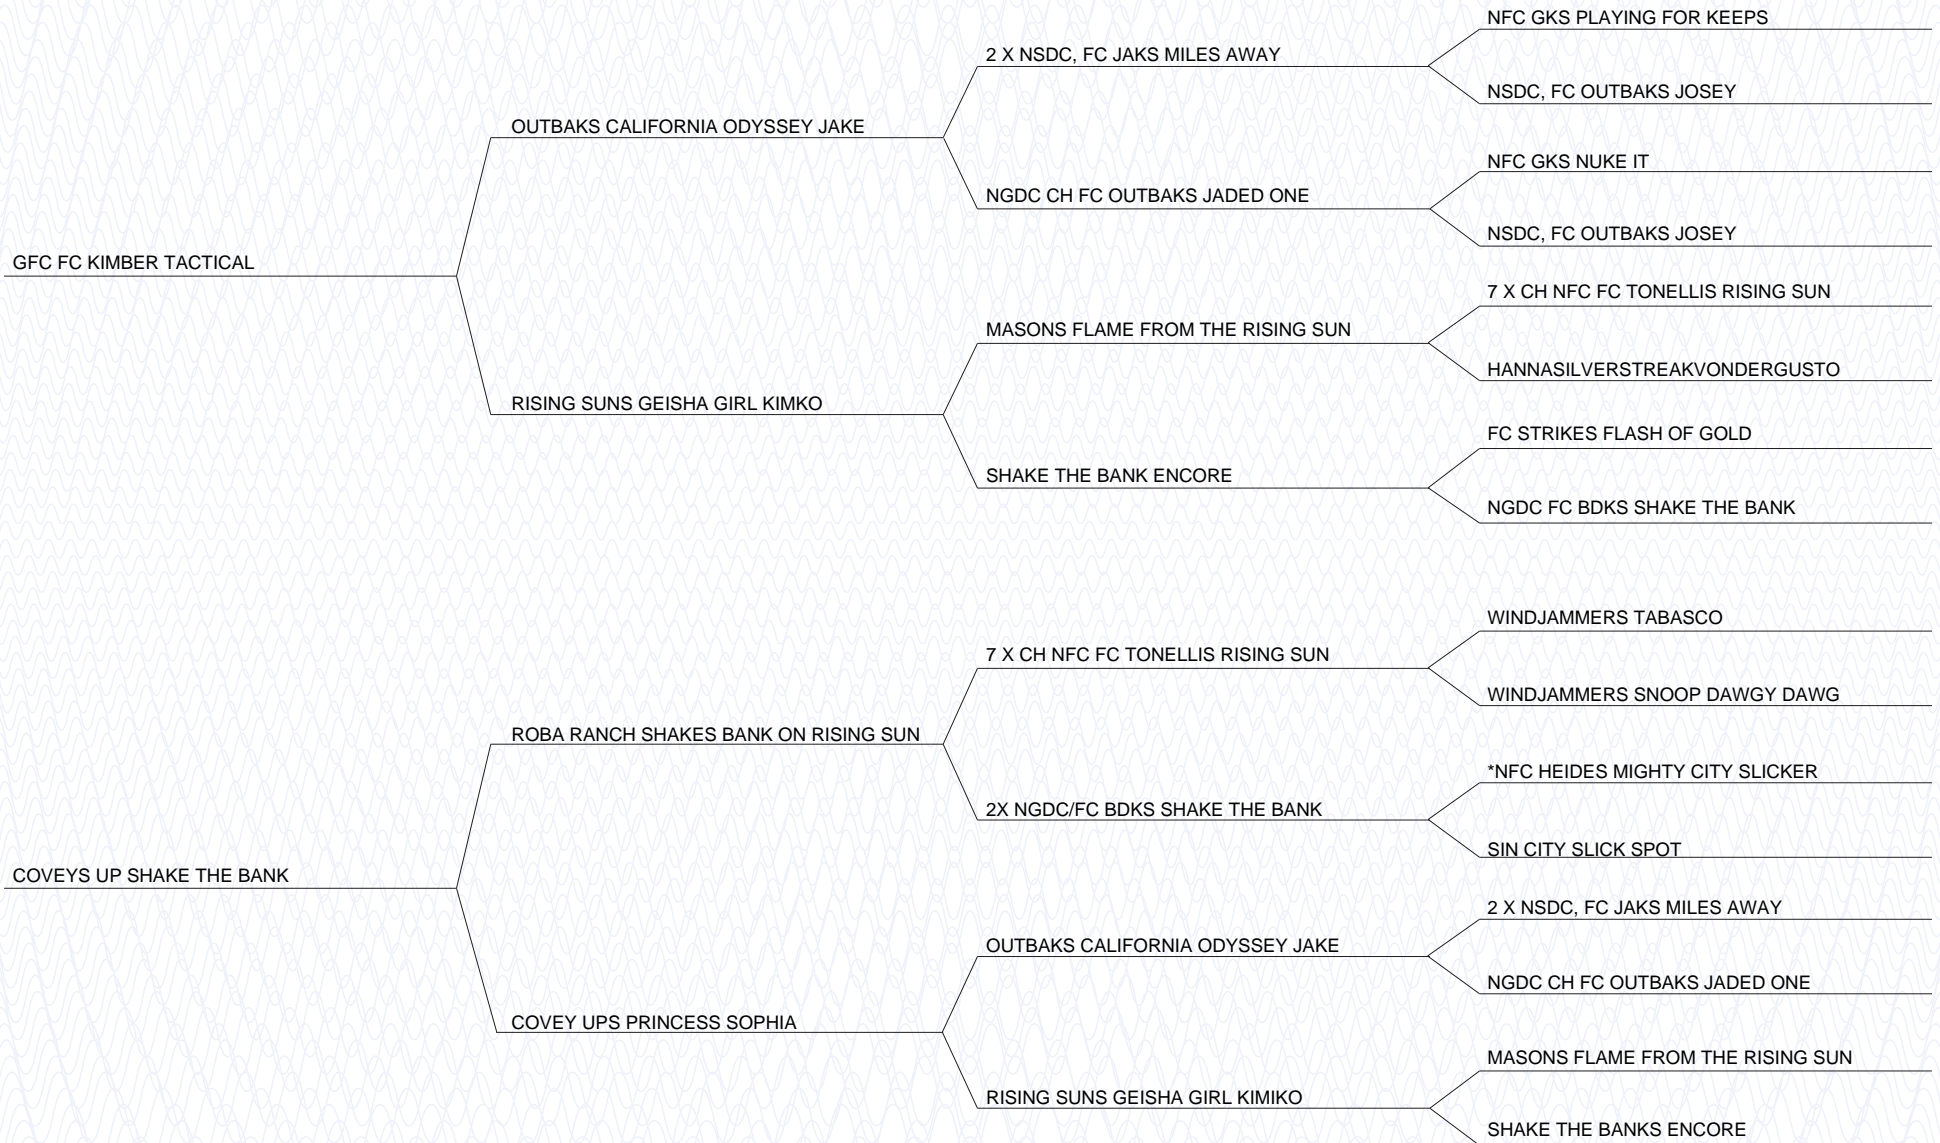 NFC GKS PLAYING FOR KEEPS
2 X NSDC, FC JAKS MILES AWAY
NSDC, FC OUTBAKS JOSEY
OUTBAKS CALIFORNIA ODYSSEY JAKE
NFC GKS NUKE IT
NGDC CH FC OUTBAKS JADED ONE
NSDC, FC OUTBAKS JOSEY
GFC FC KIMBER TACTICAL
7 X CH NFC FC TONELLIS RISING SUN
MASONS FLAME FROM THE RISING SUN
HANNASILVERSTREAKVONDERGUSTO
RISING SUNS GEISHA GIRL KIMKO
FC STRIKES FLASH OF GOLD
SHAKE THE BANK ENCORE
NGDC FC BDKS SHAKE THE BANK
WINDJAMMERS TABASCO
7 X CH NFC FC TONELLIS RISING SUN
WINDJAMMERS SNOOP DAWGY DAWG
ROBA RANCH SHAKES BANK ON RISING SUN
*NFC HEIDES MIGHTY CITY SLICKER
2X NGDC/FC BDKS SHAKE THE BANK
SIN CITY SLICK SPOT
COVEYS UP SHAKE THE BANK
2 X NSDC, FC JAKS MILES AWAY
OUTBAKS CALIFORNIA ODYSSEY JAKE
NGDC CH FC OUTBAKS JADED ONE
COVEY UPS PRINCESS SOPHIA
MASONS FLAME FROM THE RISING SUN
RISING SUNS GEISHA GIRL KIMIKO
SHAKE THE BANKS ENCORE